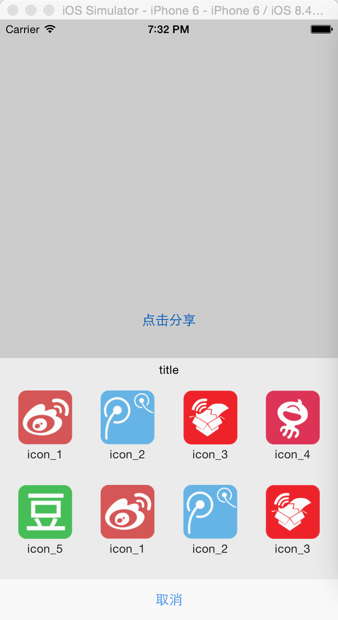 iOS Simulator - iPhone 6 - iPhone 6 / iOS 8.4...
Carrier 7:32 PM
点击分享
title
icon_1 icon_2 icon_3 icon_4
豆
icon_5 icon_1 icon_2 icon_3
取消